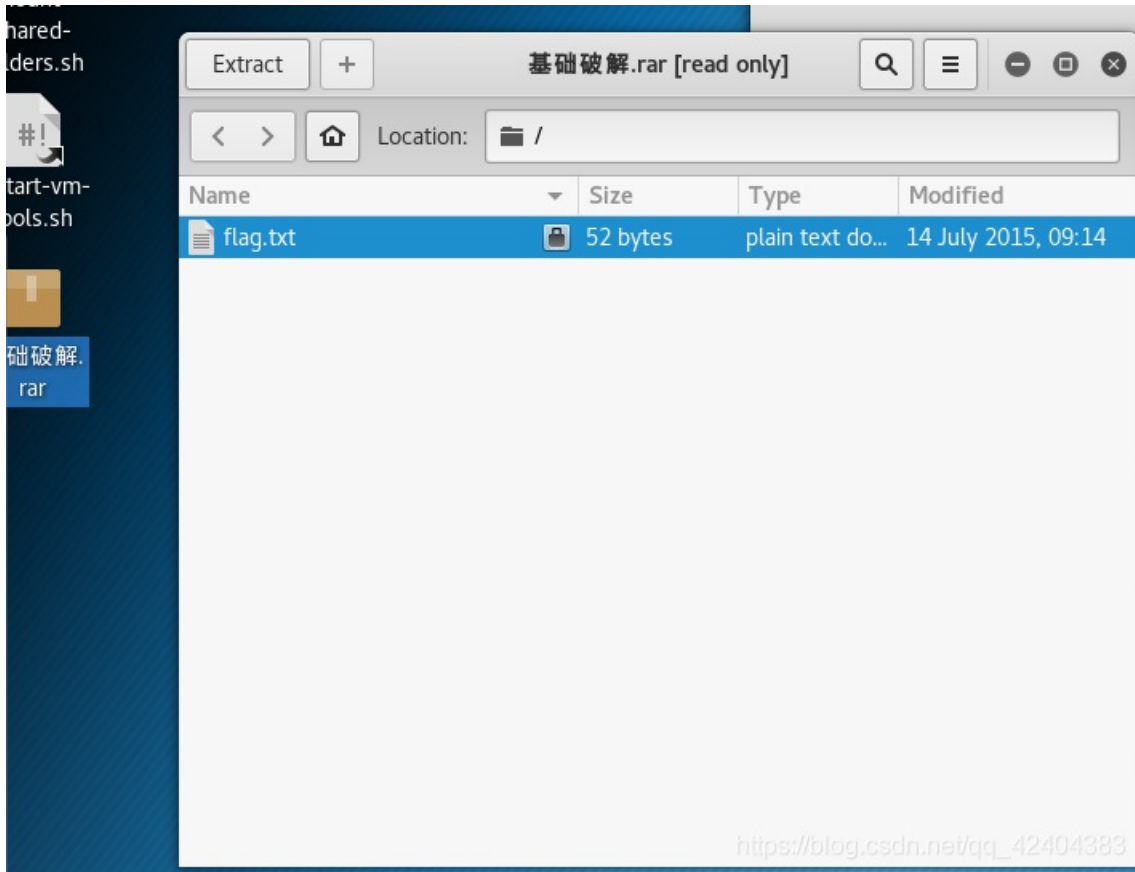 hared-
ders.sh
Extract + 基础破解.rar [read only]
Location: /
#!
tart-vm-
ools.sh
Name Size Type Modified
flag.txt 52 bytes plain text do... 14 July 2015, 09:14
础破解.
rar
https://blog.csdn.net/qq_42404383